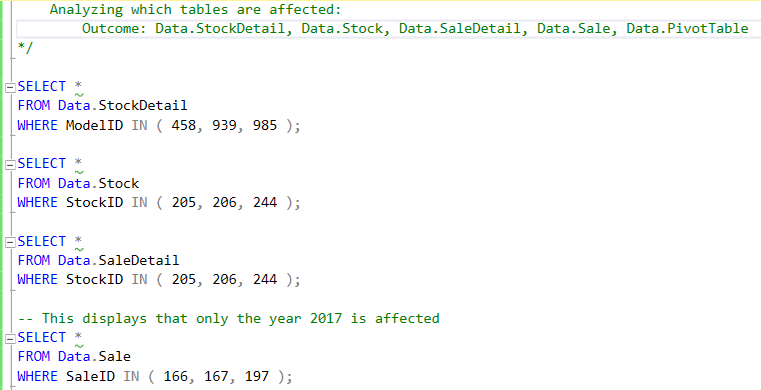 Analyzing which tables are affected:
Outcome: Data.StockDetail, Data.Stock, Data.SaleDetail, Data.Sale, Data.PivotTable
*/
SELECT *
FROM Data.StockDetail
WHERE ModelID IN ( 458, 939, 985 );
SELECT *
FROM Data.Stock
WHERE StockID IN ( 205, 206, 244 );
SELECT *
FROM Data.SaleDetail
WHERE StockID IN ( 205, 206, 244 );
-- This displays that only the year 2017 is affected
SELECT *
FROM Data.Sale
WHERE SaleID IN ( 166, 167, 197 );